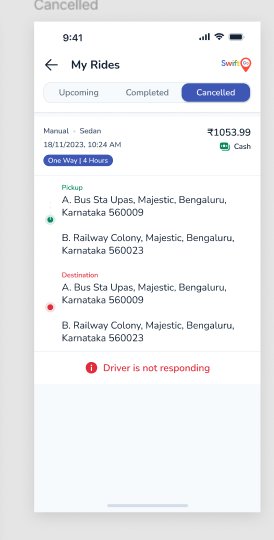 Cancelled
9:41
My Rides
Swift Go
Upcoming
Completed
Cancelled
Manual - Sedan
₹1053.99
18/11/2023, 10:24 AM
Cash
One Way | 4 Hours
Pickup
A. Bus Sta Upas, Majestic, Bengaluru,
Karnataka 560009
B. Railway Colony, Majestic, Bengaluru,
Karnataka 560023
Destination
A. Bus Sta Upas, Majestic, Bengaluru,
Karnataka 560009
B. Railway Colony, Majestic, Bengaluru,
Karnataka 560023
Driver is not responding